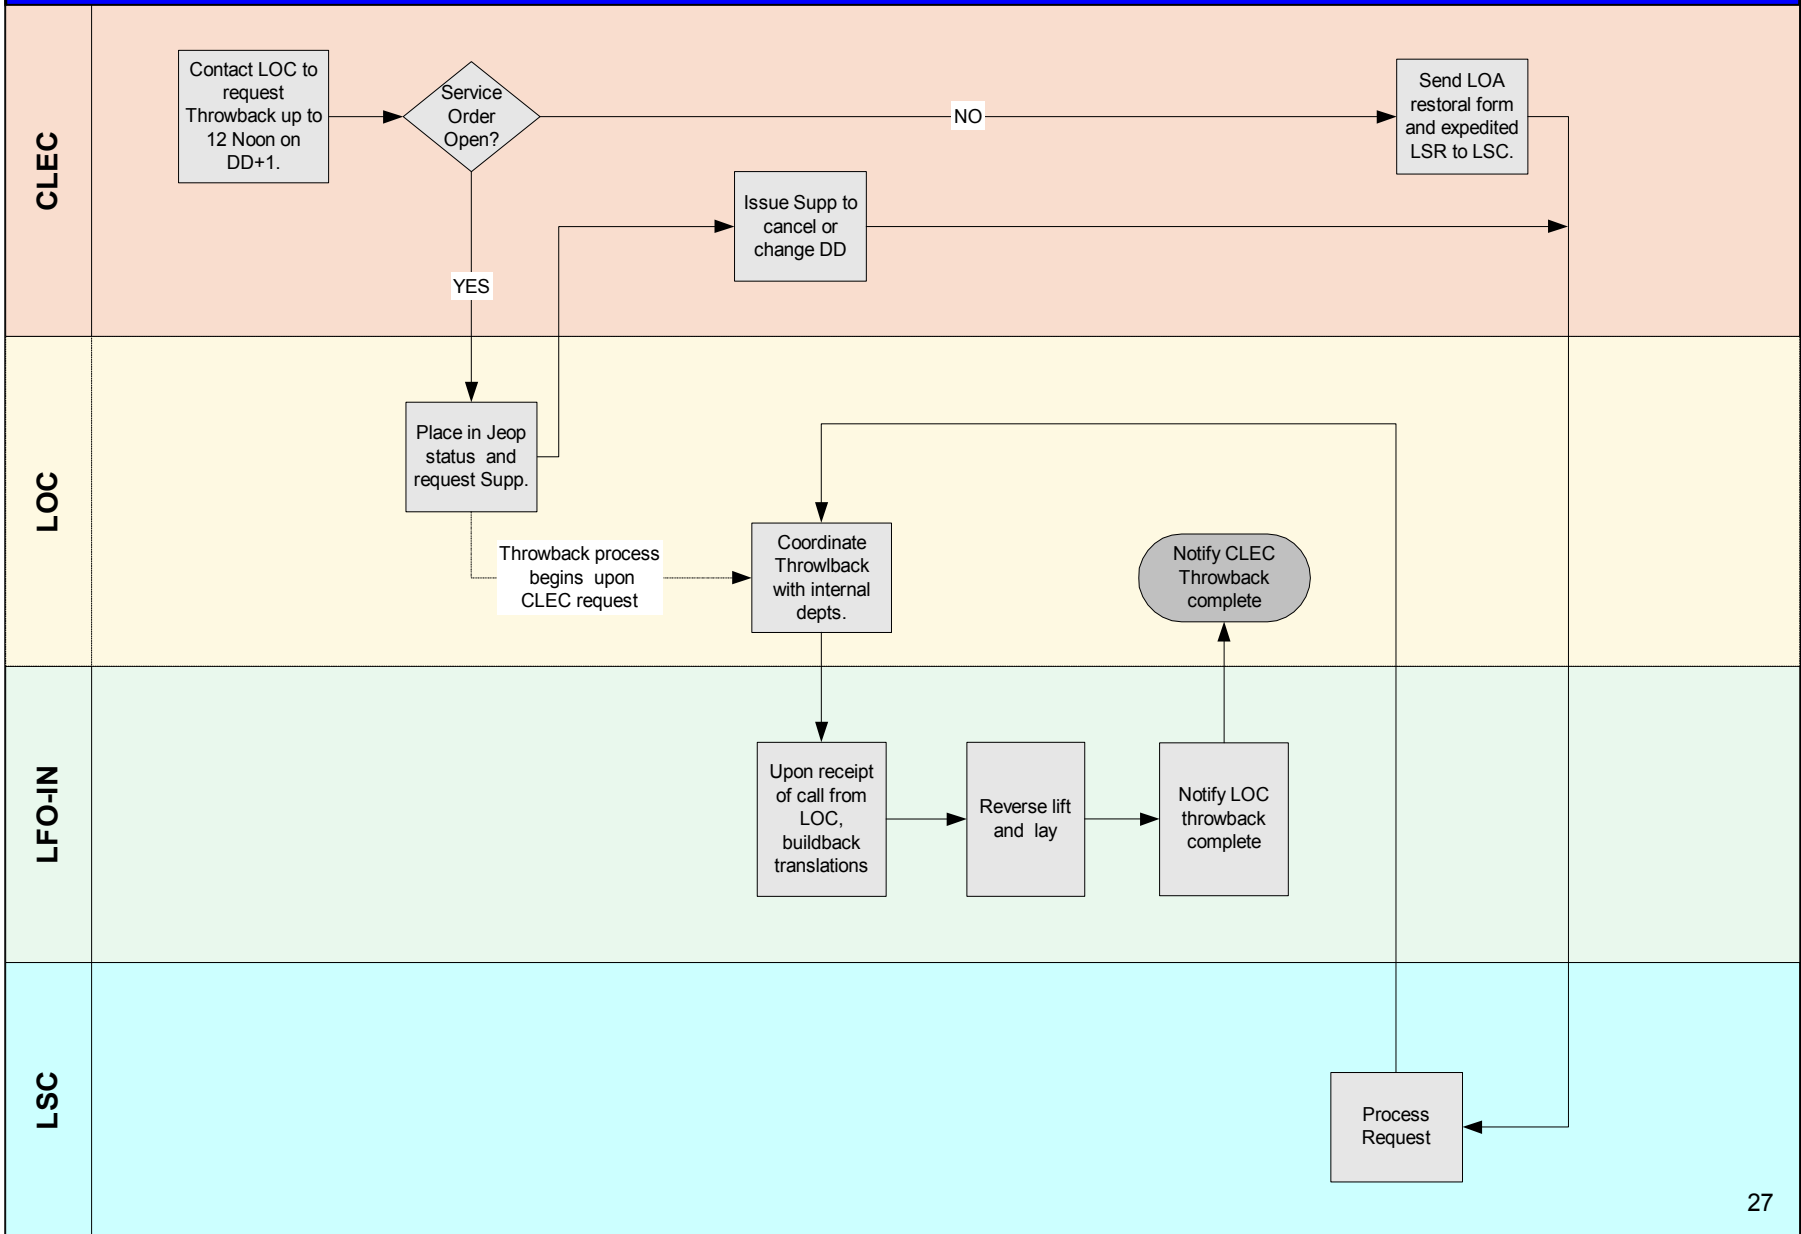 CLEC
Contact LOC to
request
Throwback up to
12 Noon on
DD+1.
Service
Order
Open?
NO
Send LOA
restoral form
and expedited
LSR to LSC.
Issue Supp to
cancel or
change DD
YES
LOC
Place in Jeop
status and
request Supp.
Throwback process
begins upon
CLEC request
Coordinate
Throwlback
with internal
depts.
Notify CLEC
Throwback
complete
LFO-IN
Upon receipt
of call from
LOC,
buildback
translations
Reverse lift
and lay
Notify LOC
throwback
complete
LSC
Process
Request
27